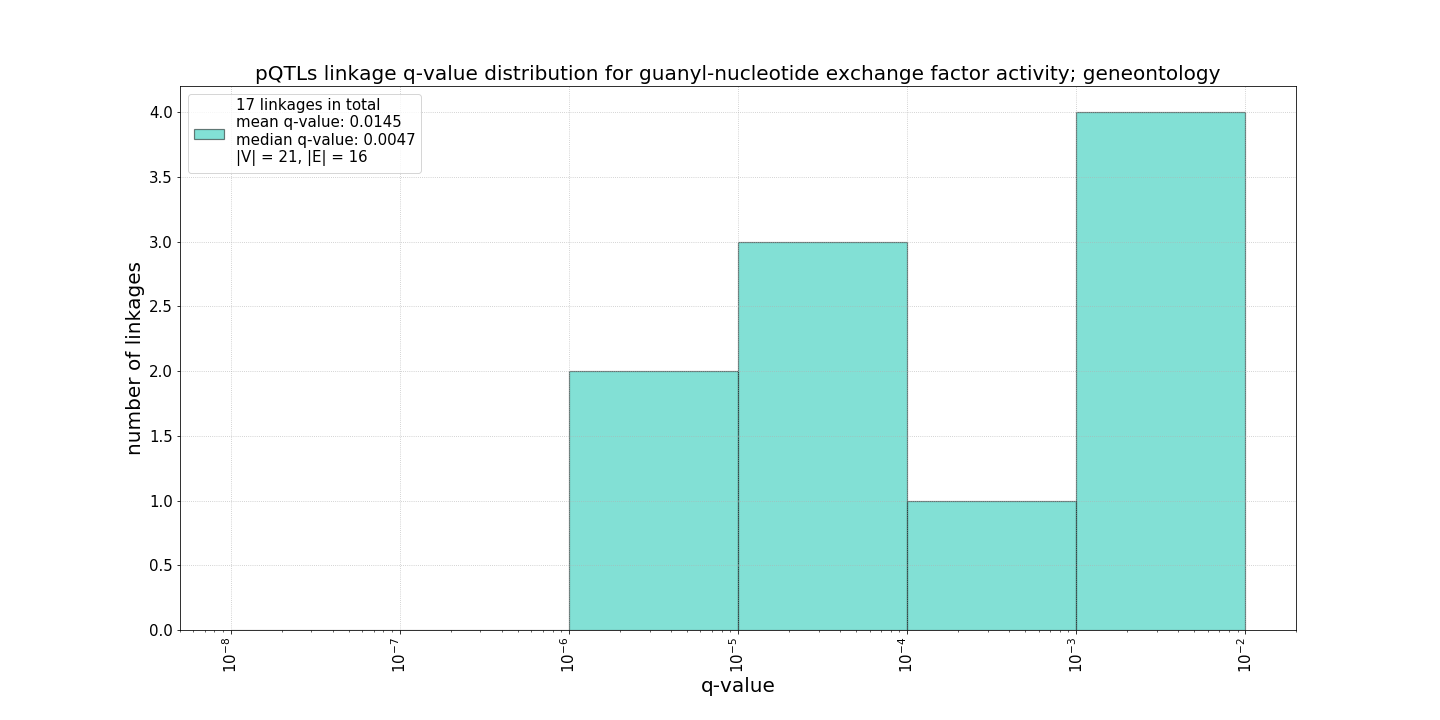 pQTLs linkage q-value distribution for guanyl-nucleotide exchange factor activity; geneontology
17 linkages in total
mean q-value: 0.0145
median q-value: 0.0047
|V| = 21, |E| = 16
number of linkages
4.0
3.5
3.0
2.5
2.0
1.5
1.0
0.5
0.0
10⁻⁸
10⁻⁷
10⁻⁶
10⁻⁵
10⁻⁴
10⁻³
10⁻²
q-value